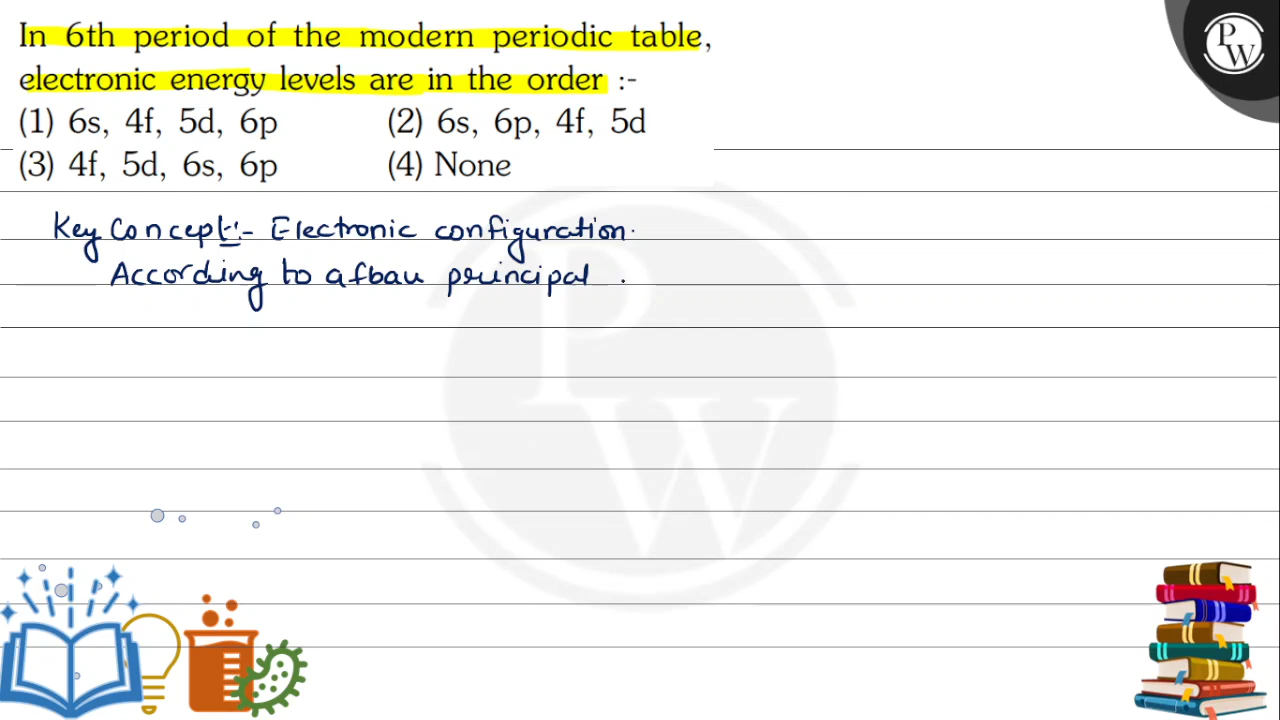 In 6th period of the modern periodic table,
electronic energy levels are in the order :-
(1) 6s, 4f, 5d, 6p (2) 6s, 6p, 4f, 5d
(3) 4f, 5d, 6s, 6p (4) None
Key Concept:- Electronic configuration.
According to afbau principal .
P
W
P
W